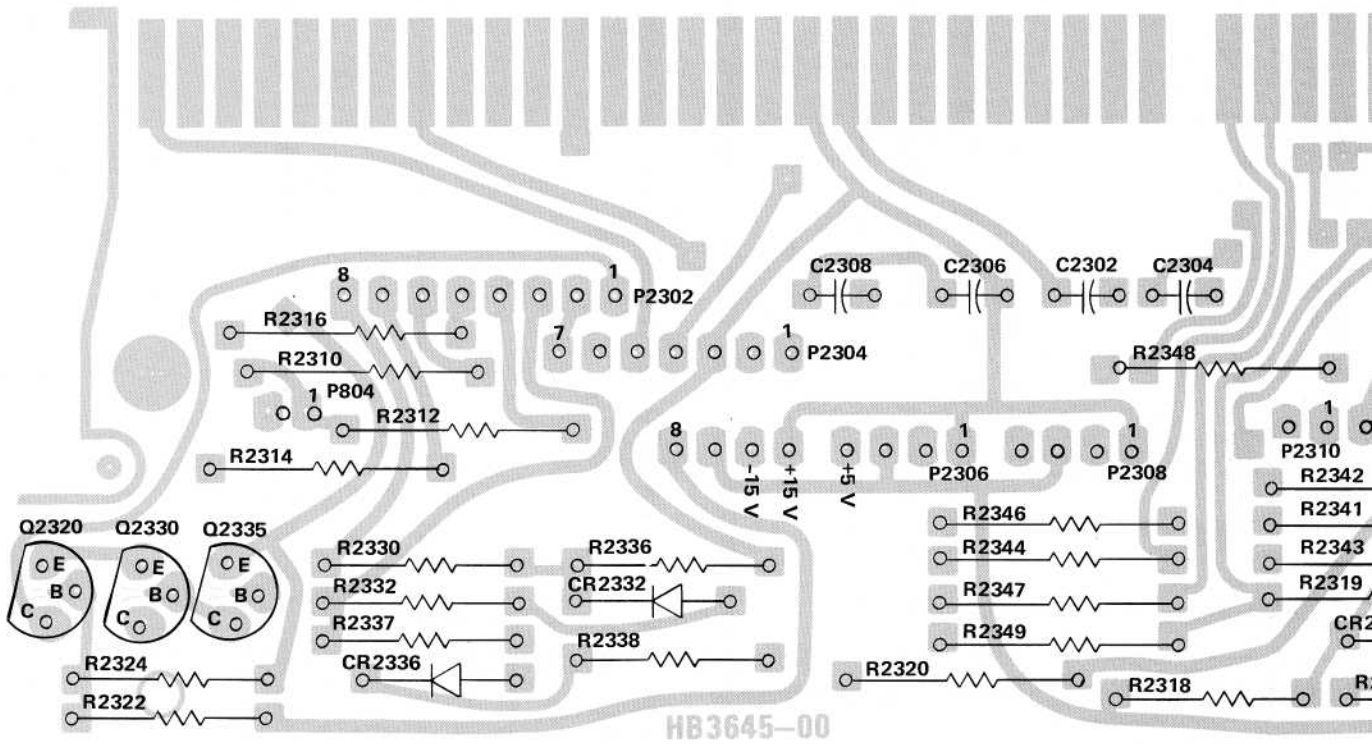 C2308 C2306 C2302 C2304
8 1 P2302
R2316
7 1 P2304
R2348
R2310
P804
1
R2312
8 1 1 1
P2306 P2308 P2310
R2314
-15 V +15 V +5 V
R2342
Q2320 Q2330 Q2335
R2346 R2341
E E E
R2330 R2336
R2344 R2343
B B B
R2332 CR2332
R2347 R2319
C C C
R2337 R2338
R2349 CR2
R2324 CR2336 R2320 R2318 R2
R2322
HB3645-00